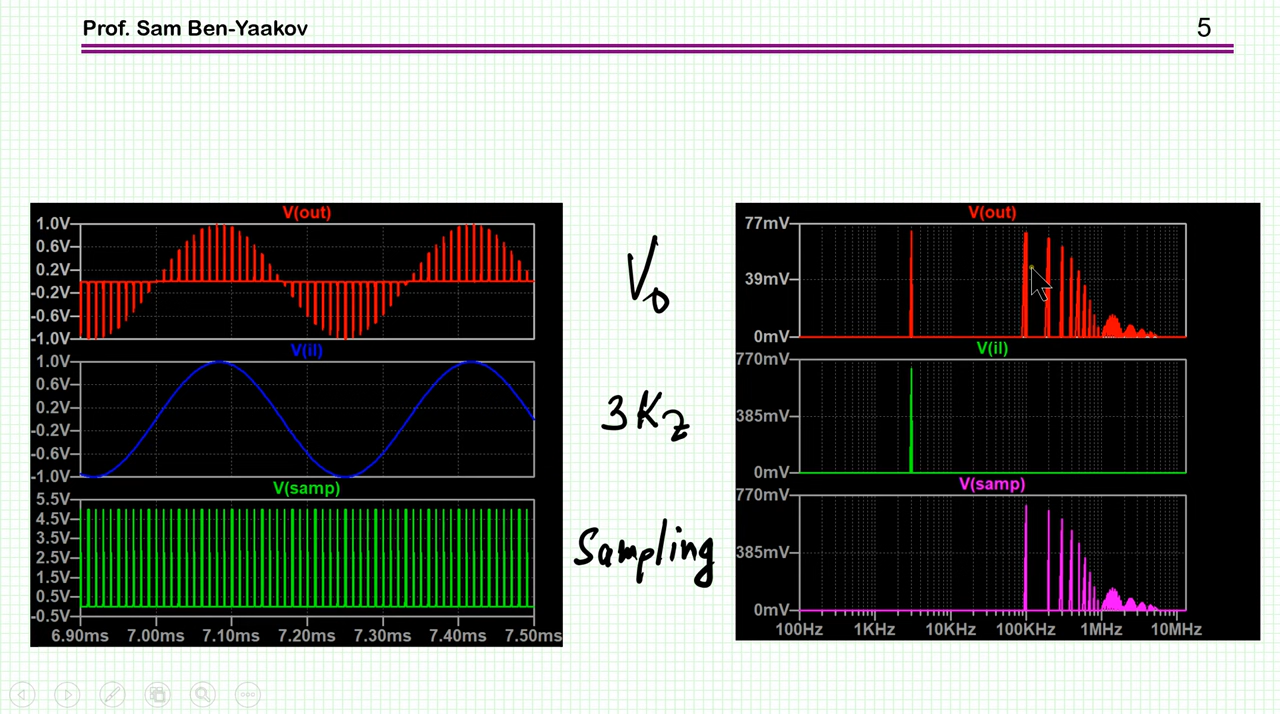 Prof. Sam Ben-Yaakov
5
V(out)
1.0V
0.6V
0.2V
-0.2V
-0.6V
-1.0V
V(il)
1.0V
0.6V
0.2V
-0.2V
-0.6V
-1.0V
V(samp)
5.5V
4.5V
3.5V
2.5V
1.5V
0.5V
-0.5V
6.90ms 7.00ms 7.10ms 7.20ms 7.30ms 7.40ms 7.50ms
Vo
3Kz
Sampling
V(out)
77mV
39mV
0mV
V(il)
770mV
385mV
0mV
V(samp)
770mV
385mV
0mV
100Hz 1KHz 10KHz 100KHz 1MHz 10MHz